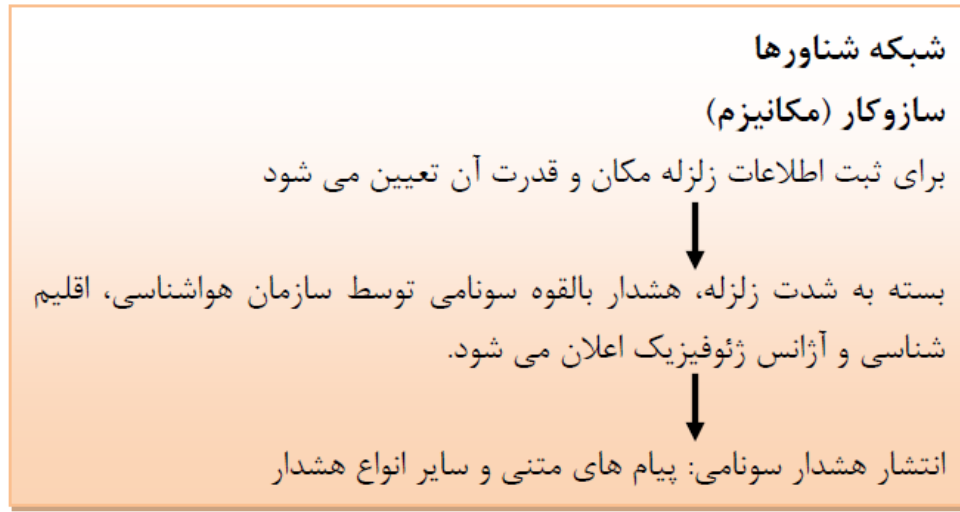 شبکه شناورها
سازوکار (مکانیزم)
برای ثبت اطلاعات زلزله مکان و قدرت آن تعیین می شود
بسته به شدت زلزله، هشدار بالقوه سونامی توسط سازمان هواشناسی، اقلیم
شناسی و آژانس ژئوفیزیک اعلان می شود.
انتشار هشدار سونامی: پیام های متنی و سایر انواع هشدار